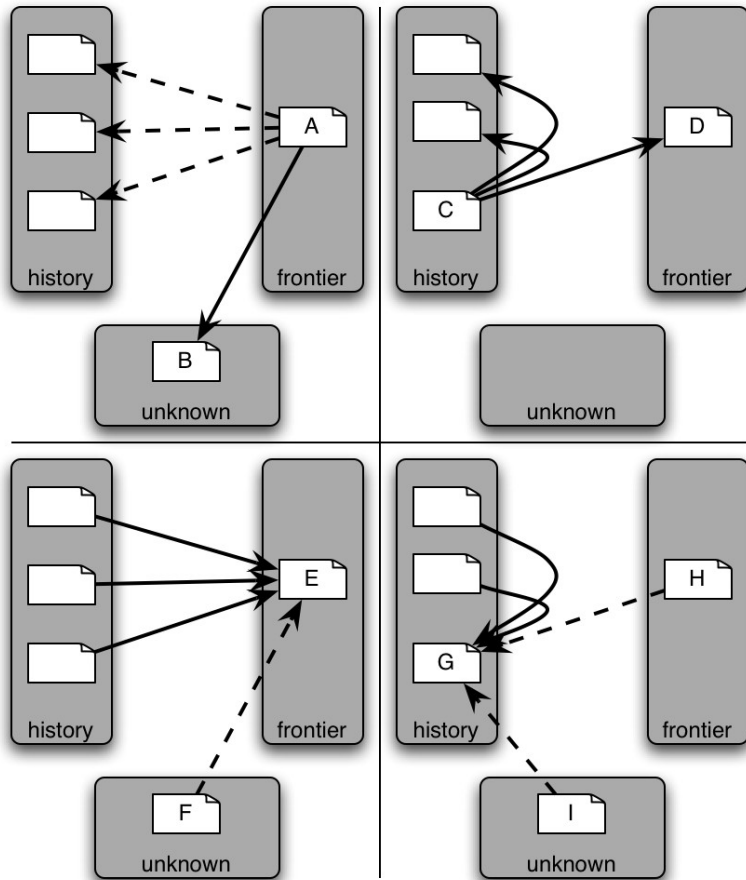 A
history
frontier
B
unknown
D
C
history
frontier
unknown
E
history
frontier
F
unknown
H
G
history
frontier
I
unknown